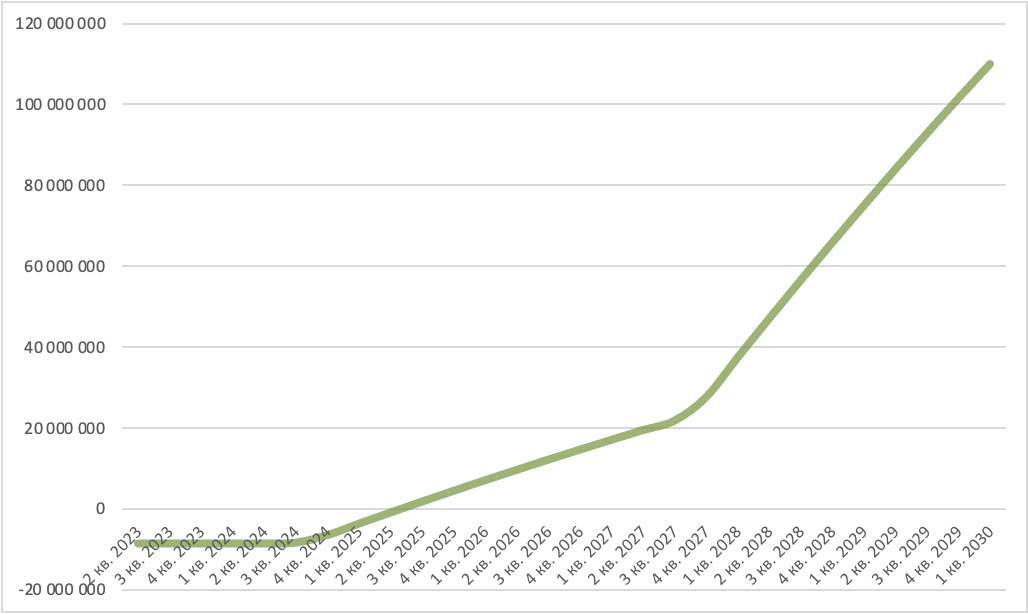 120 000 000
100 000 000
80 000 000
60 000 000
40 000 000
20 000 000
0
-20 000 000
2 кв. 2023
3 кв. 2023
4 кв. 2023
1 кв. 2024
2 кв. 2024
3 кв. 2024
4 кв. 2024
1 кв. 2025
2 кв. 2025
3 кв. 2025
4 кв. 2025
1 кв. 2026
2 кв. 2026
3 кв. 2026
4 кв. 2026
1 кв. 2027
2 кв. 2027
3 кв. 2027
4 кв. 2027
1 кв. 2028
2 кв. 2028
3 кв. 2028
4 кв. 2028
1 кв. 2029
2 кв. 2029
3 кв. 2029
4 кв. 2029
1 кв. 2030